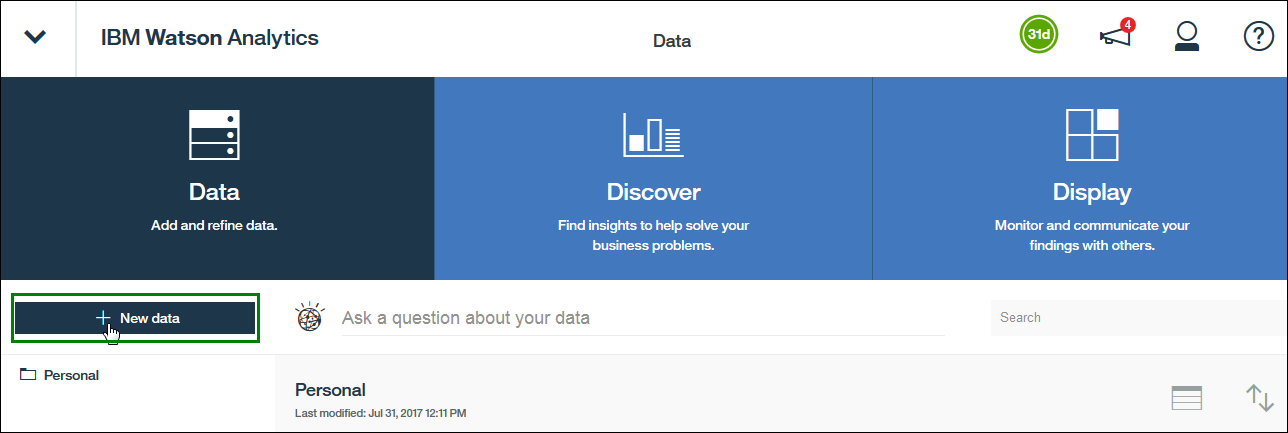 IBM Watson Analytics
Data
31d
4
?
Data
Add and refine data.
Discover
Find insights to help solve your
business problems.
Display
Monitor and communicate your
findings with others.
+ New data
Ask a question about your data
Search
Personal
Personal
Last modified: Jul 31, 2017 12:11 PM